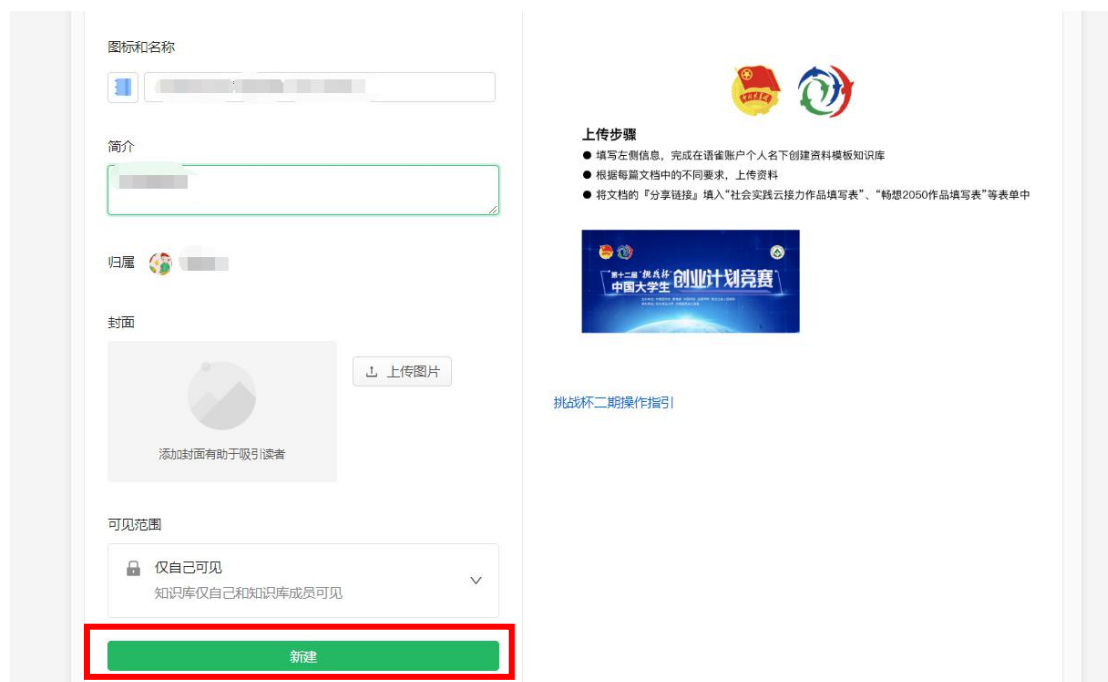 图标和名称
简介
归属
封面
上传图片
添加封面有助于吸引读者
可见范围
仅自己可见
知识库仅自己和知识库成员可见
新建
上传步骤
● 填写左侧信息，完成在语雀账户个人名下创建资料模板知识库
● 根据每篇文档中的不同要求，上传资料
● 将文档的『分享链接』填入“社会实践云接力作品填写表”、“畅想2050作品填写表”等表单中
第十二届“挑战杯”
中国大学生 创业计划竞赛
挑战杯二期操作指引